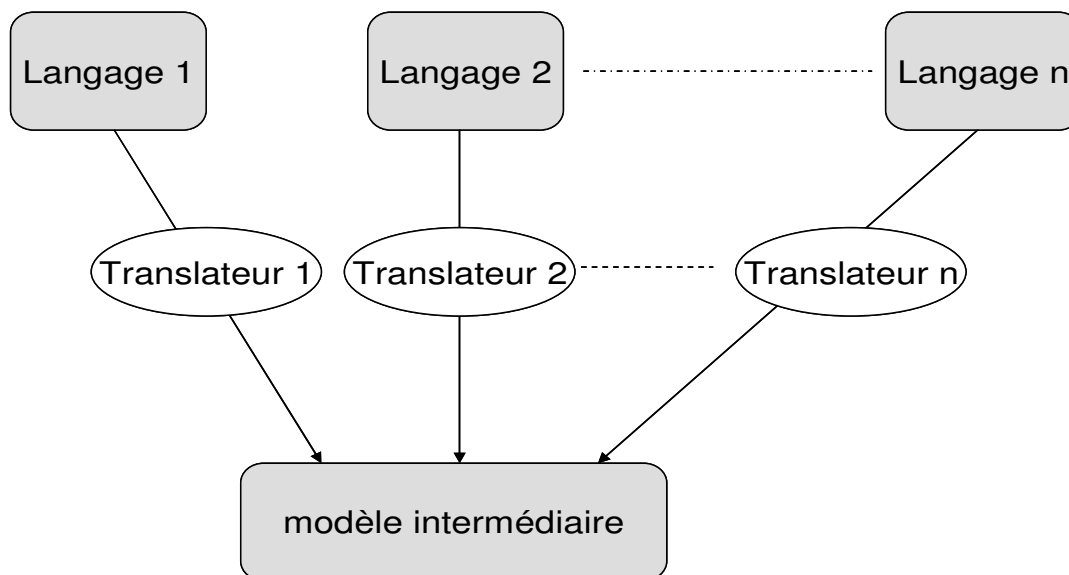 Langage 1
Langage 2
Langage n
Translateur 1
Translateur 2
Translateur n
modèle intermédiaire